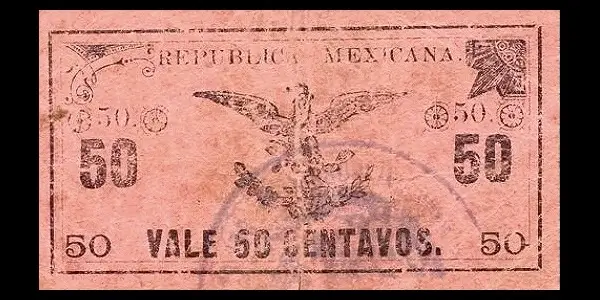 REPUBLICA MEXICANA.
50. 50.
50 50
50 VALE 50 CENTAVOS. 50